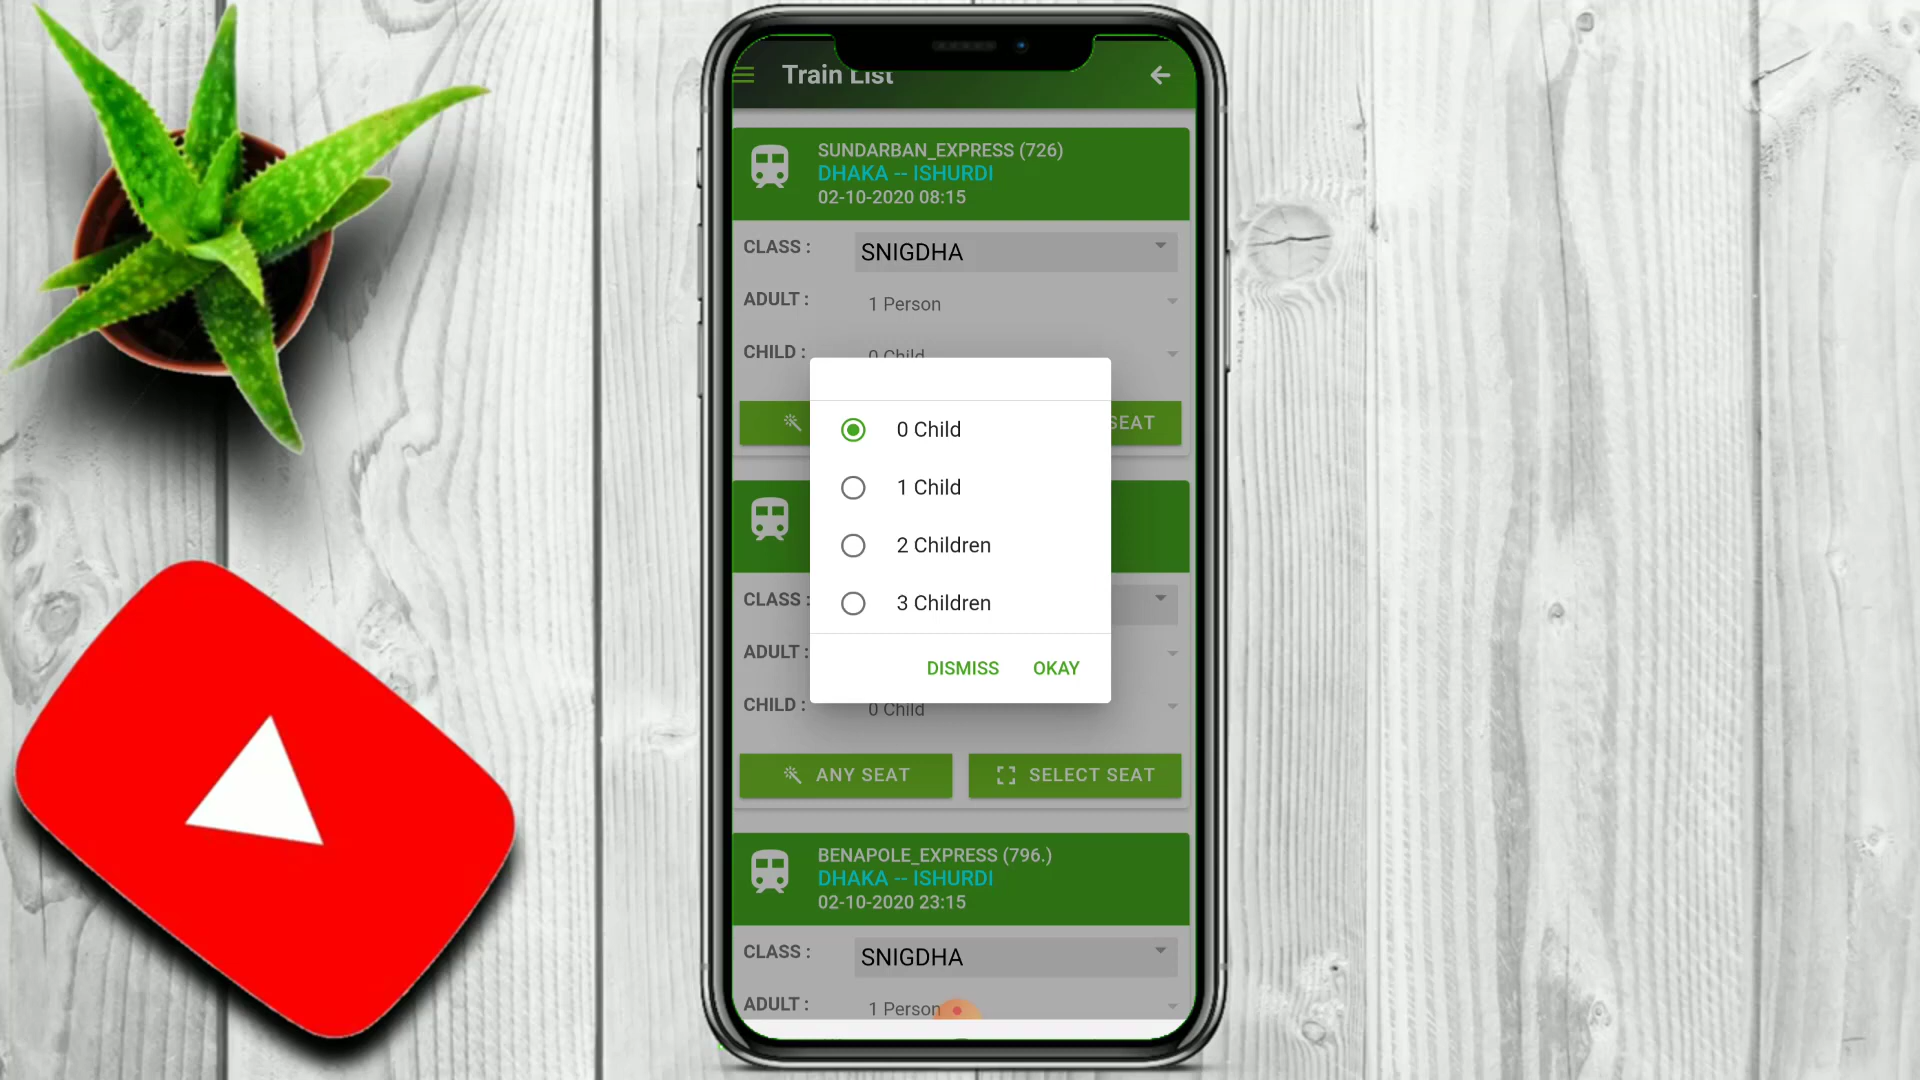 Train List
SUNDARBAN_EXPRESS (726)
DHAKA -- ISHURDI
02-10-2020 08:15
CLASS : SNIGDHA
ADULT : 1 Person
CHILD : 0 Child
SEAT
0 Child
1 Child
2 Children
3 Children
DISMISS OKAY
CLASS :
ADULT :
CHILD : 0 Child
ANY SEAT SELECT SEAT
BENAPOLE_EXPRESS (796.)
DHAKA -- ISHURDI
02-10-2020 23:15
CLASS : SNIGDHA
ADULT : 1 Person